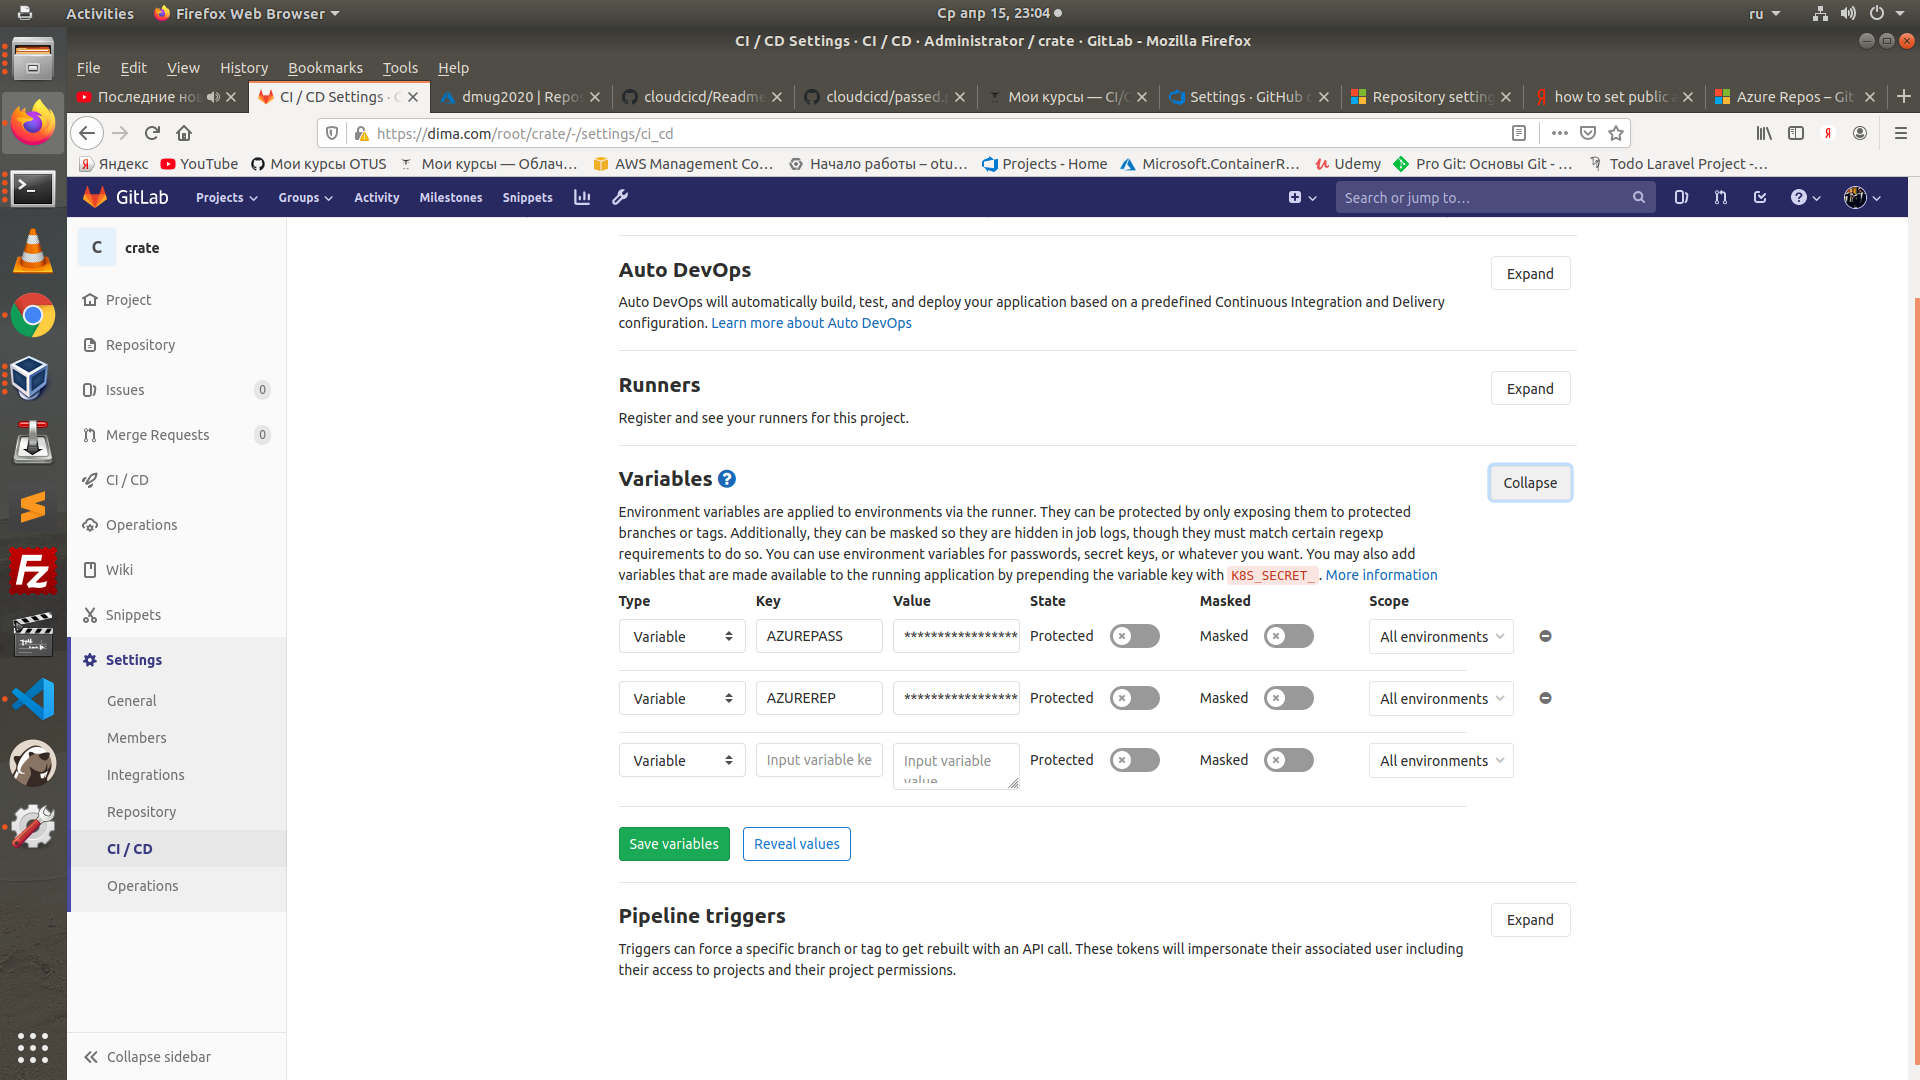 Activities
Firefox Web Browser
Ср апр 15, 23:04
ru
CI / CD Settings · CI / CD · Administrator / crate · GitLab - Mozilla Firefox
File Edit View History Bookmarks Tools Help
Последние нов
CI / CD Settings · C
dmug2020 | Repos
cloudcicd/Readme
cloudcicd/passed.p
Мои курсы — CI/C
Settings · GitHub c
Repository setting
how to set public a
Azure Repos – Git
https://dima.com/root/crate/-/settings/ci_cd
Яндекс
YouTube
Мои курсы OTUS
Мои курсы — Облач…
AWS Management Co…
Начало работы – otu…
Projects - Home
Microsoft.ContainerR…
Udemy
Pro Git: Основы Git - …
Todo Laravel Project -…
GitLab
Projects
Groups
Activity
Milestones
Snippets
Search or jump to…
C
crate
Project
Repository
Issues 0
Merge Requests 0
CI / CD
Operations
Wiki
Snippets
Settings
General
Members
Integrations
Repository
CI / CD
Operations
Collapse sidebar
Auto DevOps
Expand
Auto DevOps will automatically build, test, and deploy your application based on a predefined Continuous Integration and Delivery
configuration. Learn more about Auto DevOps
Runners
Expand
Register and see your runners for this project.
Variables ?
Collapse
Environment variables are applied to environments via the runner. They can be protected by only exposing them to protected
branches or tags. Additionally, they can be masked so they are hidden in job logs, though they must match certain regexp
requirements to do so. You can use environment variables for passwords, secret keys, or whatever you want. You may also add
variables that are made available to the running application by prepending the variable key with K8S_SECRET_. More information
Type Key Value State Masked Scope
Variable AZUREPASS ***************** Protected Masked All environments
Variable AZUREREP ***************** Protected Masked All environments
Variable Input variable ke Input variable value Protected Masked All environments
Save variables
Reveal values
Pipeline triggers
Expand
Triggers can force a specific branch or tag to get rebuilt with an API call. These tokens will impersonate their associated user including
their access to projects and their project permissions.